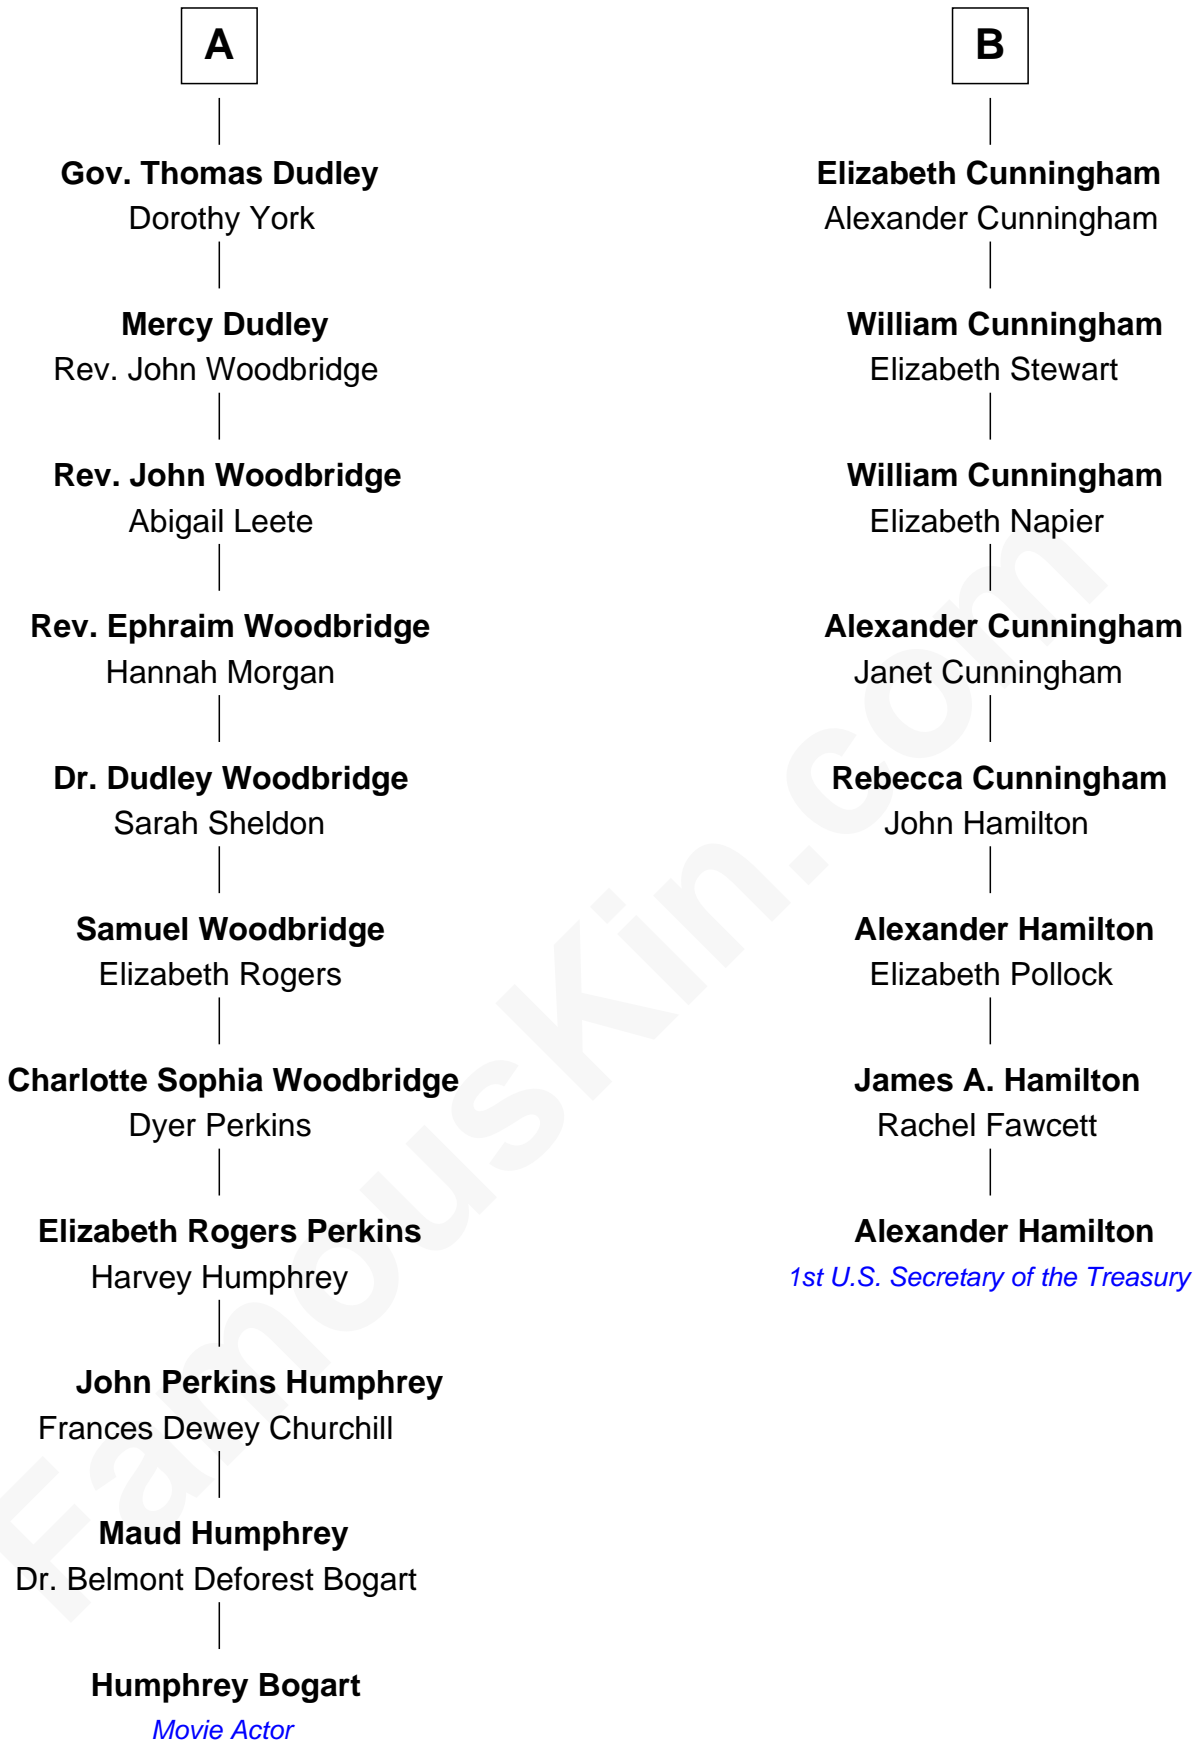 A
Gov. Thomas Dudley
Dorothy York
Mercy Dudley
Rev. John Woodbridge
Rev. John Woodbridge
Abigail Leete
Rev. Ephraim Woodbridge
Hannah Morgan
Dr. Dudley Woodbridge
Sarah Sheldon
Samuel Woodbridge
Elizabeth Rogers
Charlotte Sophia Woodbridge
Dyer Perkins
Elizabeth Rogers Perkins
Harvey Humphrey
John Perkins Humphrey
Frances Dewey Churchill
Maud Humphrey
Dr. Belmont Deforest Bogart
Humphrey Bogart
Movie Actor
B
Elizabeth Cunningham
Alexander Cunningham
William Cunningham
Elizabeth Stewart
William Cunningham
Elizabeth Napier
Alexander Cunningham
Janet Cunningham
Rebecca Cunningham
John Hamilton
Alexander Hamilton
Elizabeth Pollock
James A. Hamilton
Rachel Fawcett
Alexander Hamilton
1st U.S. Secretary of the Treasury
FamousKin.com